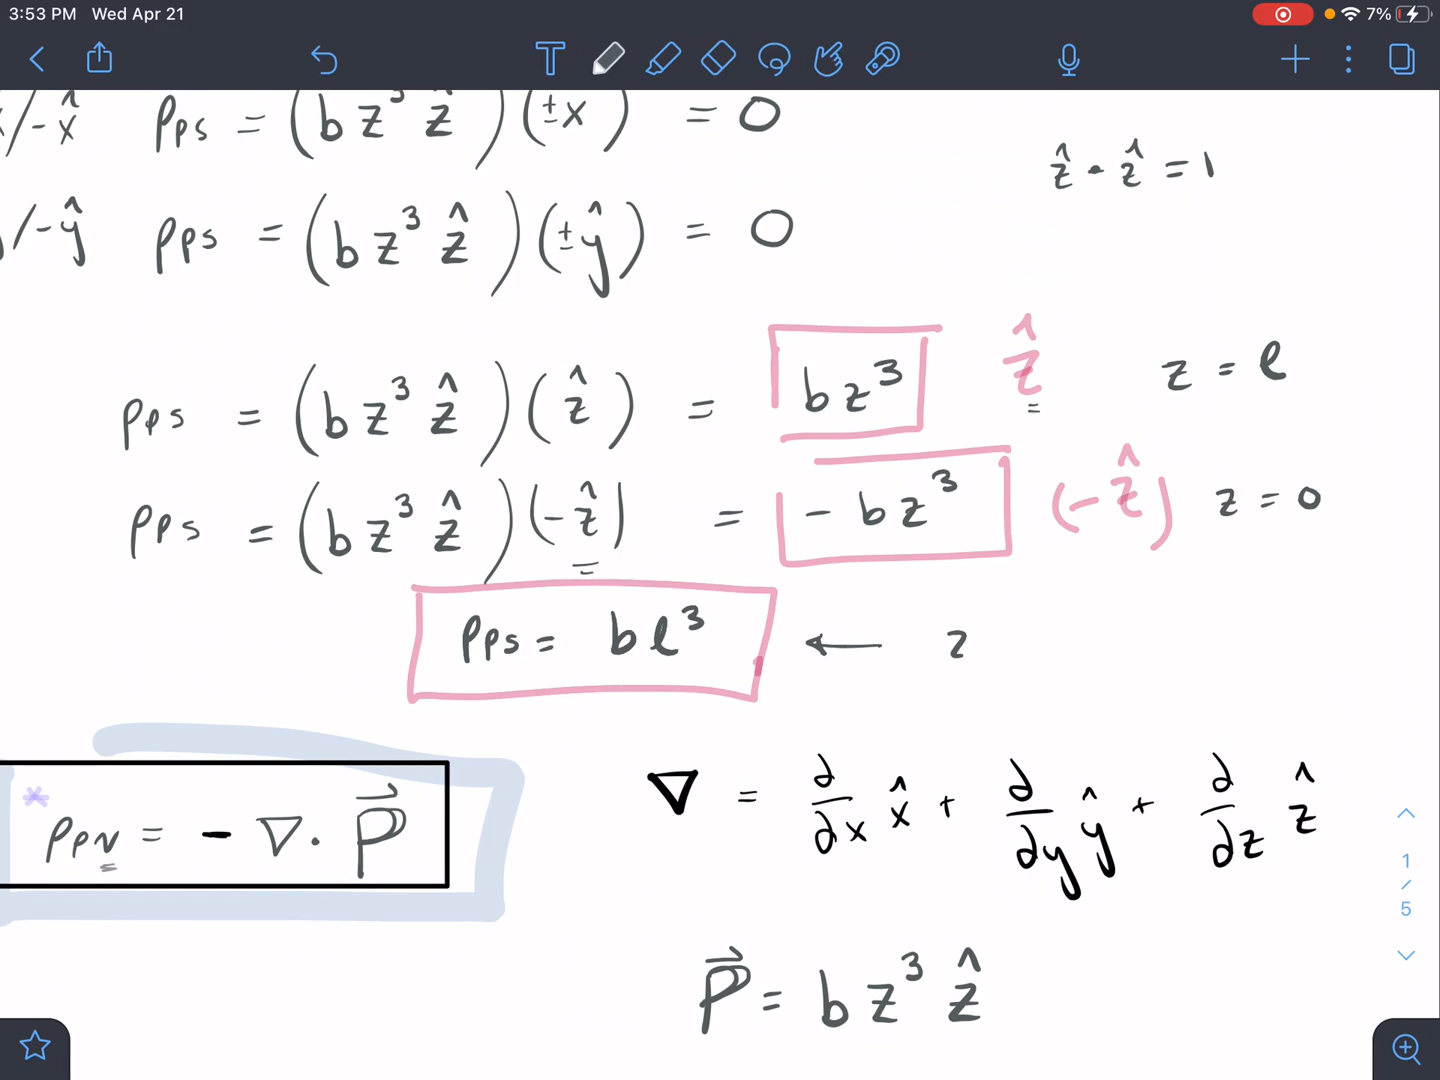 3:53 PM Wed Apr 21 7%
x/-x̂ ρps = (b z³ ẑ)(±x) = 0
ẑ · ẑ = 1
/-ŷ ρps = (b z³ ẑ)(±ŷ) = 0
ρps = (b z³ ẑ)(ẑ) = b z³ ẑ z = ℓ
ρps = (b z³ ẑ)(-ẑ) = - b z³ (-ẑ) z = 0
ρps = b ℓ³ ← z
* ρpv = - ∇ · P⃗
∇ = ∂/∂x x̂ + ∂/∂y ŷ + ∂/∂z ẑ
1
/
5
P⃗ = b z³ ẑ